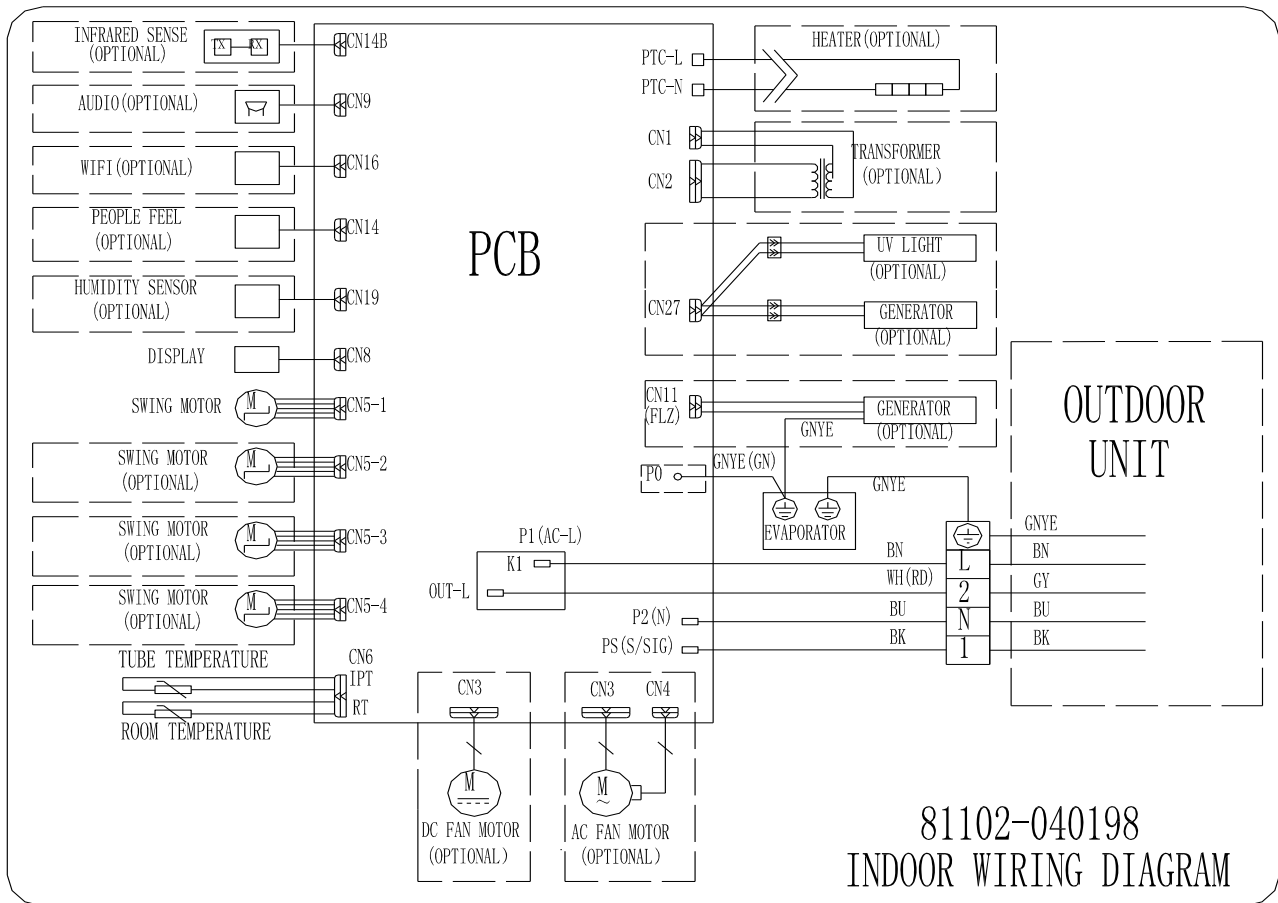 INFRARED SENSE
(OPTIONAL)
TX
RX
CN14B
AUDIO(OPTIONAL)
CN9
WIFI(OPTIONAL)
CN16
PEOPLE FEEL
(OPTIONAL)
CN14
HUMIDITY SENSOR
(OPTIONAL)
CN19
DISPLAY
CN8
SWING MOTOR
M
CN5-1
SWING MOTOR
(OPTIONAL)
M
CN5-2
SWING MOTOR
(OPTIONAL)
M
CN5-3
SWING MOTOR
(OPTIONAL)
M
CN5-4
TUBE TEMPERATURE
CN6
IPT
RT
ROOM TEMPERATURE
PCB
PTC-L
PTC-N
HEATER(OPTIONAL)
CN1
CN2
TRANSFORMER
(OPTIONAL)
CN27
UV LIGHT
(OPTIONAL)
GENERATOR
(OPTIONAL)
CN11
(FLZ)
GENERATOR
(OPTIONAL)
GNYE
P0
GNYE(GN)
GNYE
EVAPORATOR
P1(AC-L)
K1
OUT-L
P2(N)
PS(S/SIG)
BN
WH(RD)
BU
BK
L
2
N
1
GNYE
BN
GY
BU
BK
OUTDOOR
UNIT
CN3
M
DC FAN MOTOR
(OPTIONAL)
CN3
CN4
M
~
AC FAN MOTOR
(OPTIONAL)
81102-040198
INDOOR WIRING DIAGRAM